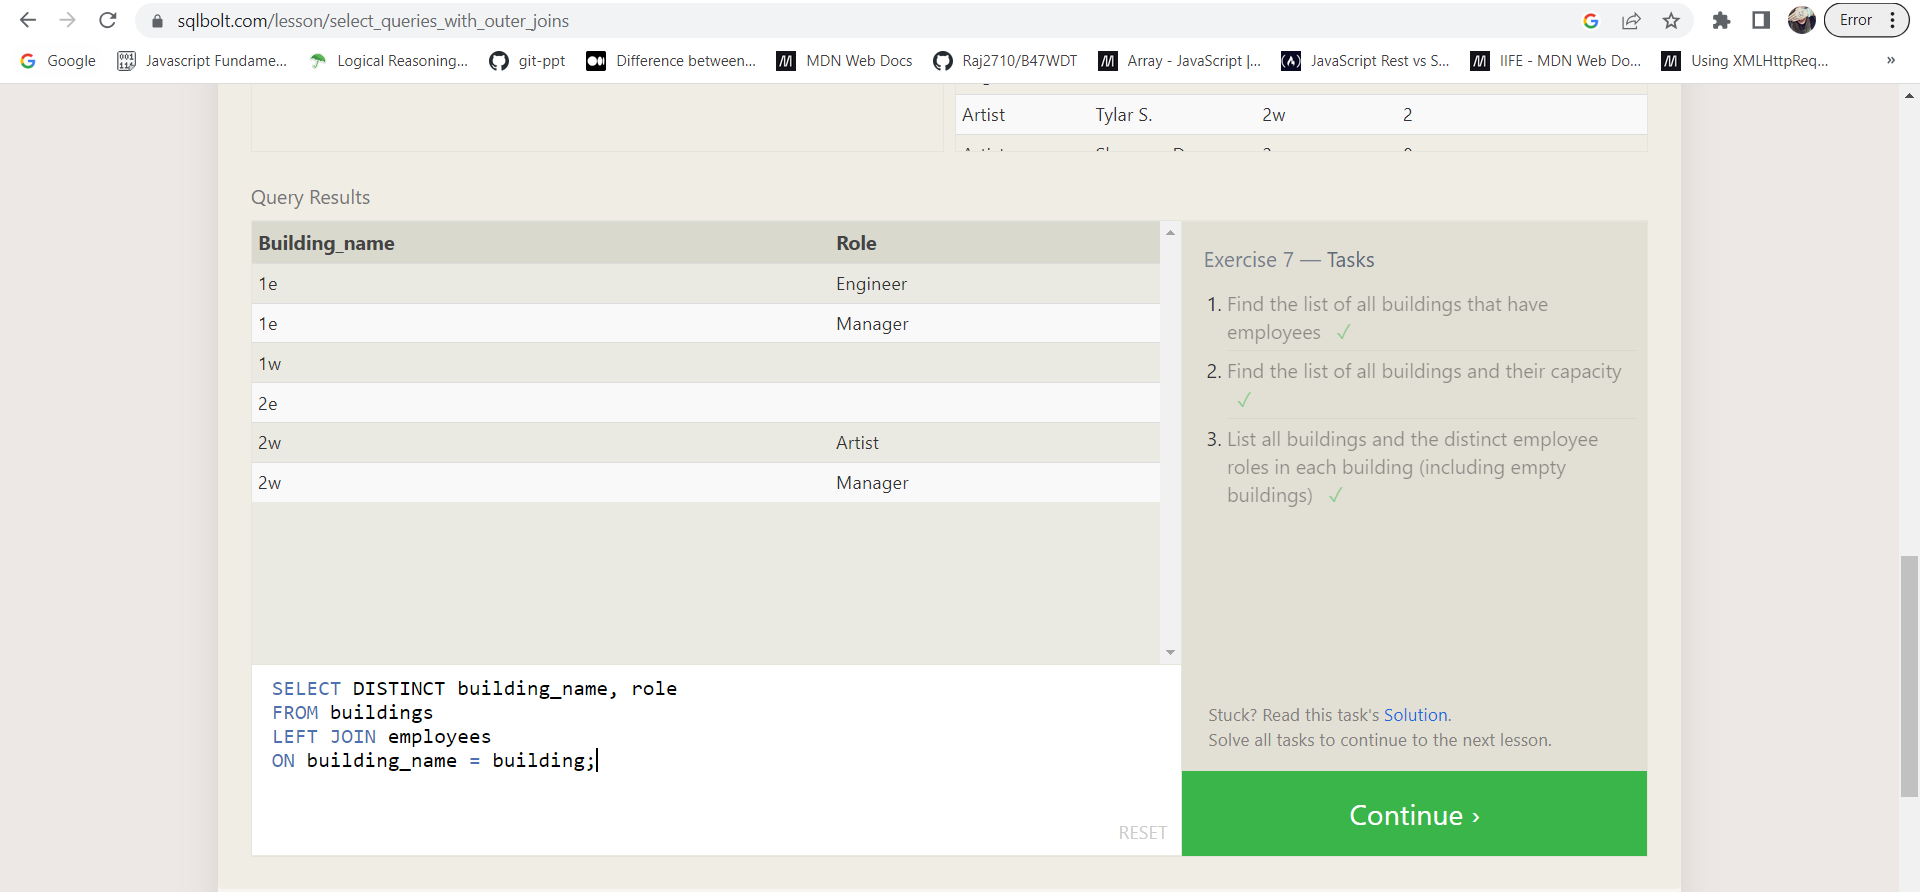 sqlbolt.com/lesson/select_queries_with_outer_joins
Error
Google
Javascript Fundame...
Logical Reasoning...
git-ppt
Difference between...
MDN Web Docs
Raj2710/B47WDT
Array - JavaScript |...
JavaScript Rest vs S...
IIFE - MDN Web Do...
Using XMLHttpReq...
»
Artist Tylar S. 2w 2
Query Results
Building_name Role
1e Engineer
1e Manager
1w
2e
2w Artist
2w Manager
SELECT DISTINCT building_name, role
FROM buildings
LEFT JOIN employees
ON building_name = building;
RESET
Exercise 7 — Tasks
1. Find the list of all buildings that have
employees ✓
2. Find the list of all buildings and their capacity
✓
3. List all buildings and the distinct employee
roles in each building (including empty
buildings) ✓
Stuck? Read this task's Solution.
Solve all tasks to continue to the next lesson.
Continue ›